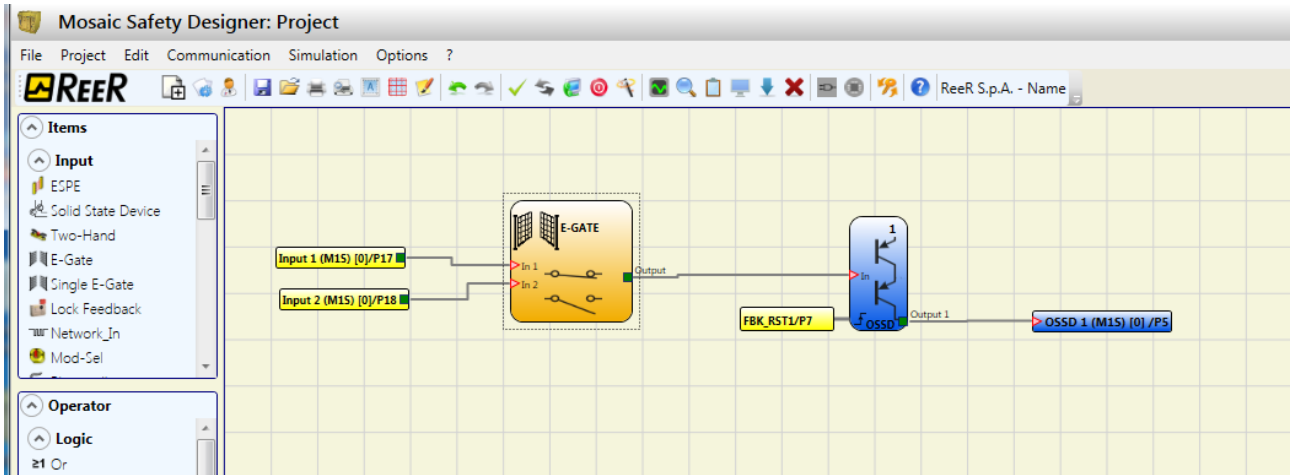 Mosaic Safety Designer: Project
File Project Edit Communication Simulation Options ?
REER
ReeR S.p.A. - Name
Items
Input
ESPE
Solid State Device
Two-Hand
E-Gate
Single E-Gate
Lock Feedback
Network_In
Mod-Sel
Operator
Logic
≥1 Or
Input 1 (M1S) [0]/P17
Input 2 (M1S) [0]/P18
E-GATE
In 1
In 2
Output
1
In
OSSD
FBK_RST1/P7
Output 1
OSSD 1 (M1S) [0] /P5